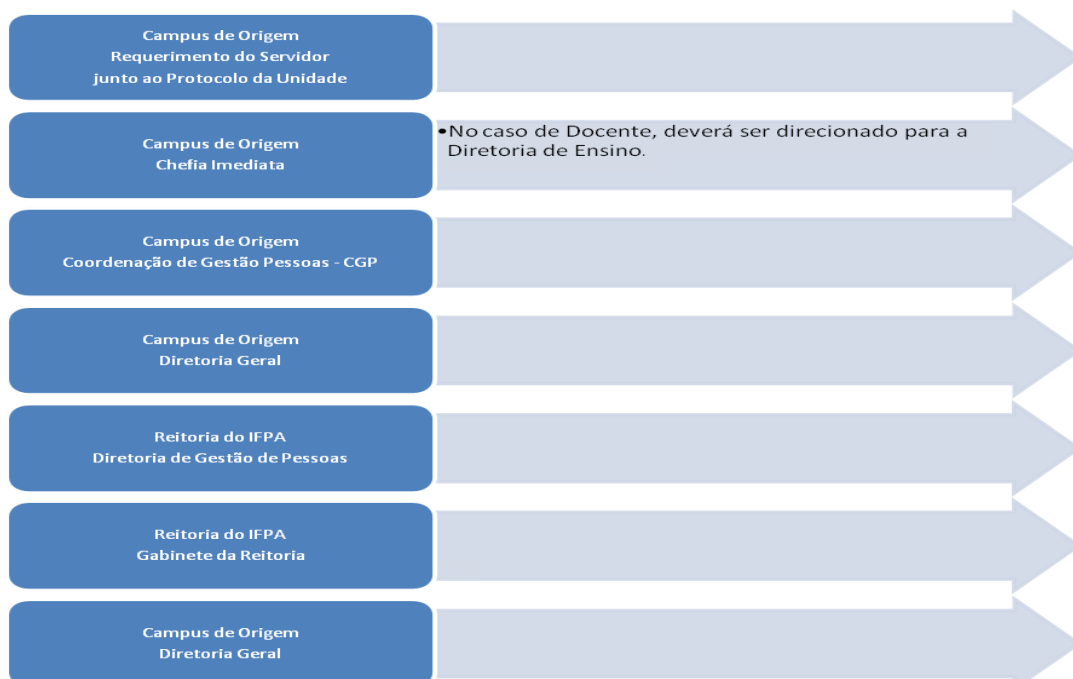 Campus de Origem
Requerimento do Servidor
junto ao Protocolo da Unidade
Campus de Origem
Chefia Imediata
•No caso de Docente, deverá ser direcionado para a
Diretoria de Ensino.
Campus de Origem
Coordenação de Gestão Pessoas - CGP
Campus de Origem
Diretoria Geral
Reitoria do IFPA
Diretoria de Gestão de Pessoas
Reitoria do IFPA
Gabinete da Reitoria
Campus de Origem
Diretoria Geral